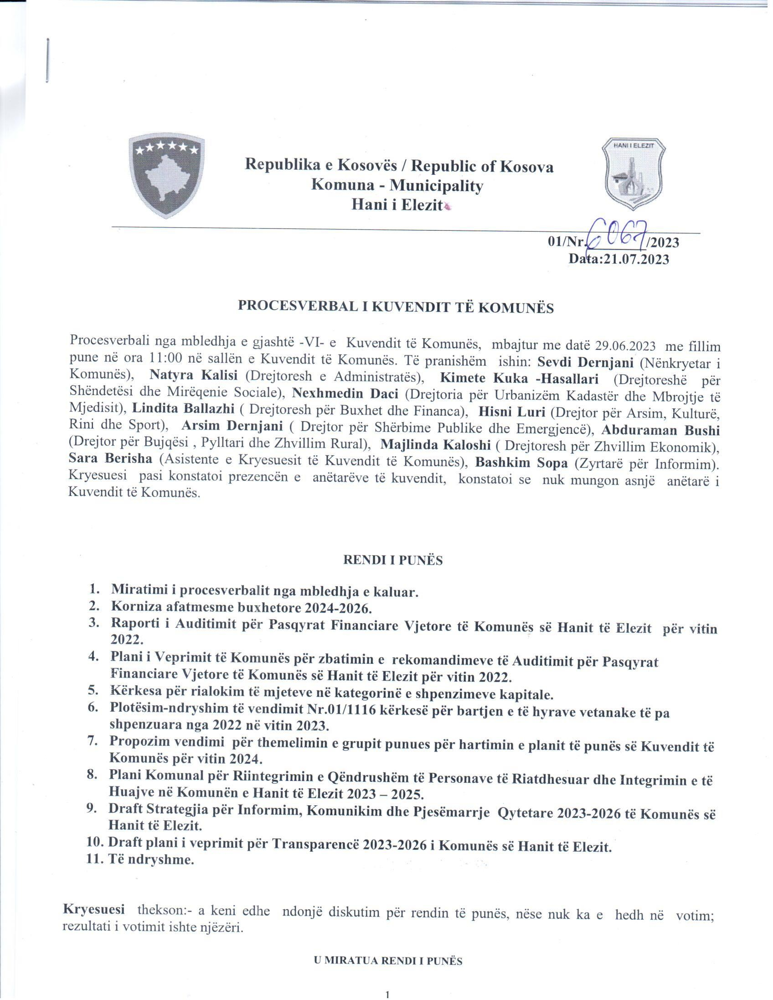 Republika e Kosovës / Republic of Kosova
Komuna - Municipality
Hani i Elezit
HANI I ELEZIT
01/Nr. 6067/2023
Data:21.07.2023
PROCESVERBAL I KUVENDIT TË KOMUNËS
Procesverbali nga mbledhja e gjashtë -VI- e Kuvendit të Komunës, mbajtur me datë 29.06.2023 me fillim
pune në ora 11:00 në sallën e Kuvendit të Komunës. Të pranishëm ishin: Sevdi Dernjani (Nënkryetar i
Komunës), Natyra Kalisi (Drejtoresh e Administratës), Kimete Kuka -Hasallari (Drejtoreshë për
Shëndetësi dhe Mirëqenie Sociale), Nexhmedin Daci (Drejtoria për Urbanizëm Kadastër dhe Mbrojtje të
Mjedisit), Lindita Ballazhi ( Drejtoresh për Buxhet dhe Financa), Hisni Luri (Drejtor për Arsim, Kulturë,
Rini dhe Sport), Arsim Dernjani ( Drejtor për Shërbime Publike dhe Emergjencë), Abduraman Bushi
(Drejtor për Bujqësi , Pylltari dhe Zhvillim Rural), Majlinda Kaloshi ( Drejtoresh për Zhvillim Ekonomik),
Sara Berisha (Asistente e Kryesuesit të Kuvendit të Komunës), Bashkim Sopa (Zyrtarë për Informim).
Kryesuesi pasi konstatoi prezencën e anëtarëve të kuvendit, konstatoi se nuk mungon asnjë anëtarë i
Kuvendit të Komunës.
RENDI I PUNËS
1. Miratimi i procesverbalit nga mbledhja e kaluar.
2. Korniza afatmesme buxhetore 2024-2026.
3. Raporti i Auditimit për Pasqyrat Financiare Vjetore të Komunës së Hanit të Elezit për vitin
2022.
4. Plani i Veprimit të Komunës për zbatimin e rekomandimeve të Auditimit për Pasqyrat
Financiare Vjetore të Komunës së Hanit të Elezit për vitin 2022.
5. Kërkesa për rialokim të mjeteve në kategorinë e shpenzimeve kapitale.
6. Plotësim-ndryshim të vendimit Nr.01/1116 kërkesë për bartjen e të hyrave vetanake të pa
shpenzuara nga 2022 në vitin 2023.
7. Propozim vendimi për themelimin e grupit punues për hartimin e planit të punës së Kuvendit të
Komunës për vitin 2024.
8. Plani Komunal për Riintegrimin e Qëndrushëm të Personave të Riatdhesuar dhe Integrimin e të
Huajve në Komunën e Hanit të Elezit 2023 – 2025.
9. Draft Strategjia për Informim, Komunikim dhe Pjesëmarrje Qytetare 2023-2026 të Komunës së
Hanit të Elezit.
10. Draft plani i veprimit për Transparencë 2023-2026 i Komunës së Hanit të Elezit.
11. Të ndryshme.
Kryesuesi thekson:- a keni edhe ndonjë diskutim për rendin të punës, nëse nuk ka e hedh në votim;
rezultati i votimit ishte njëzëri.
U MIRATUA RENDI I PUNËS
1